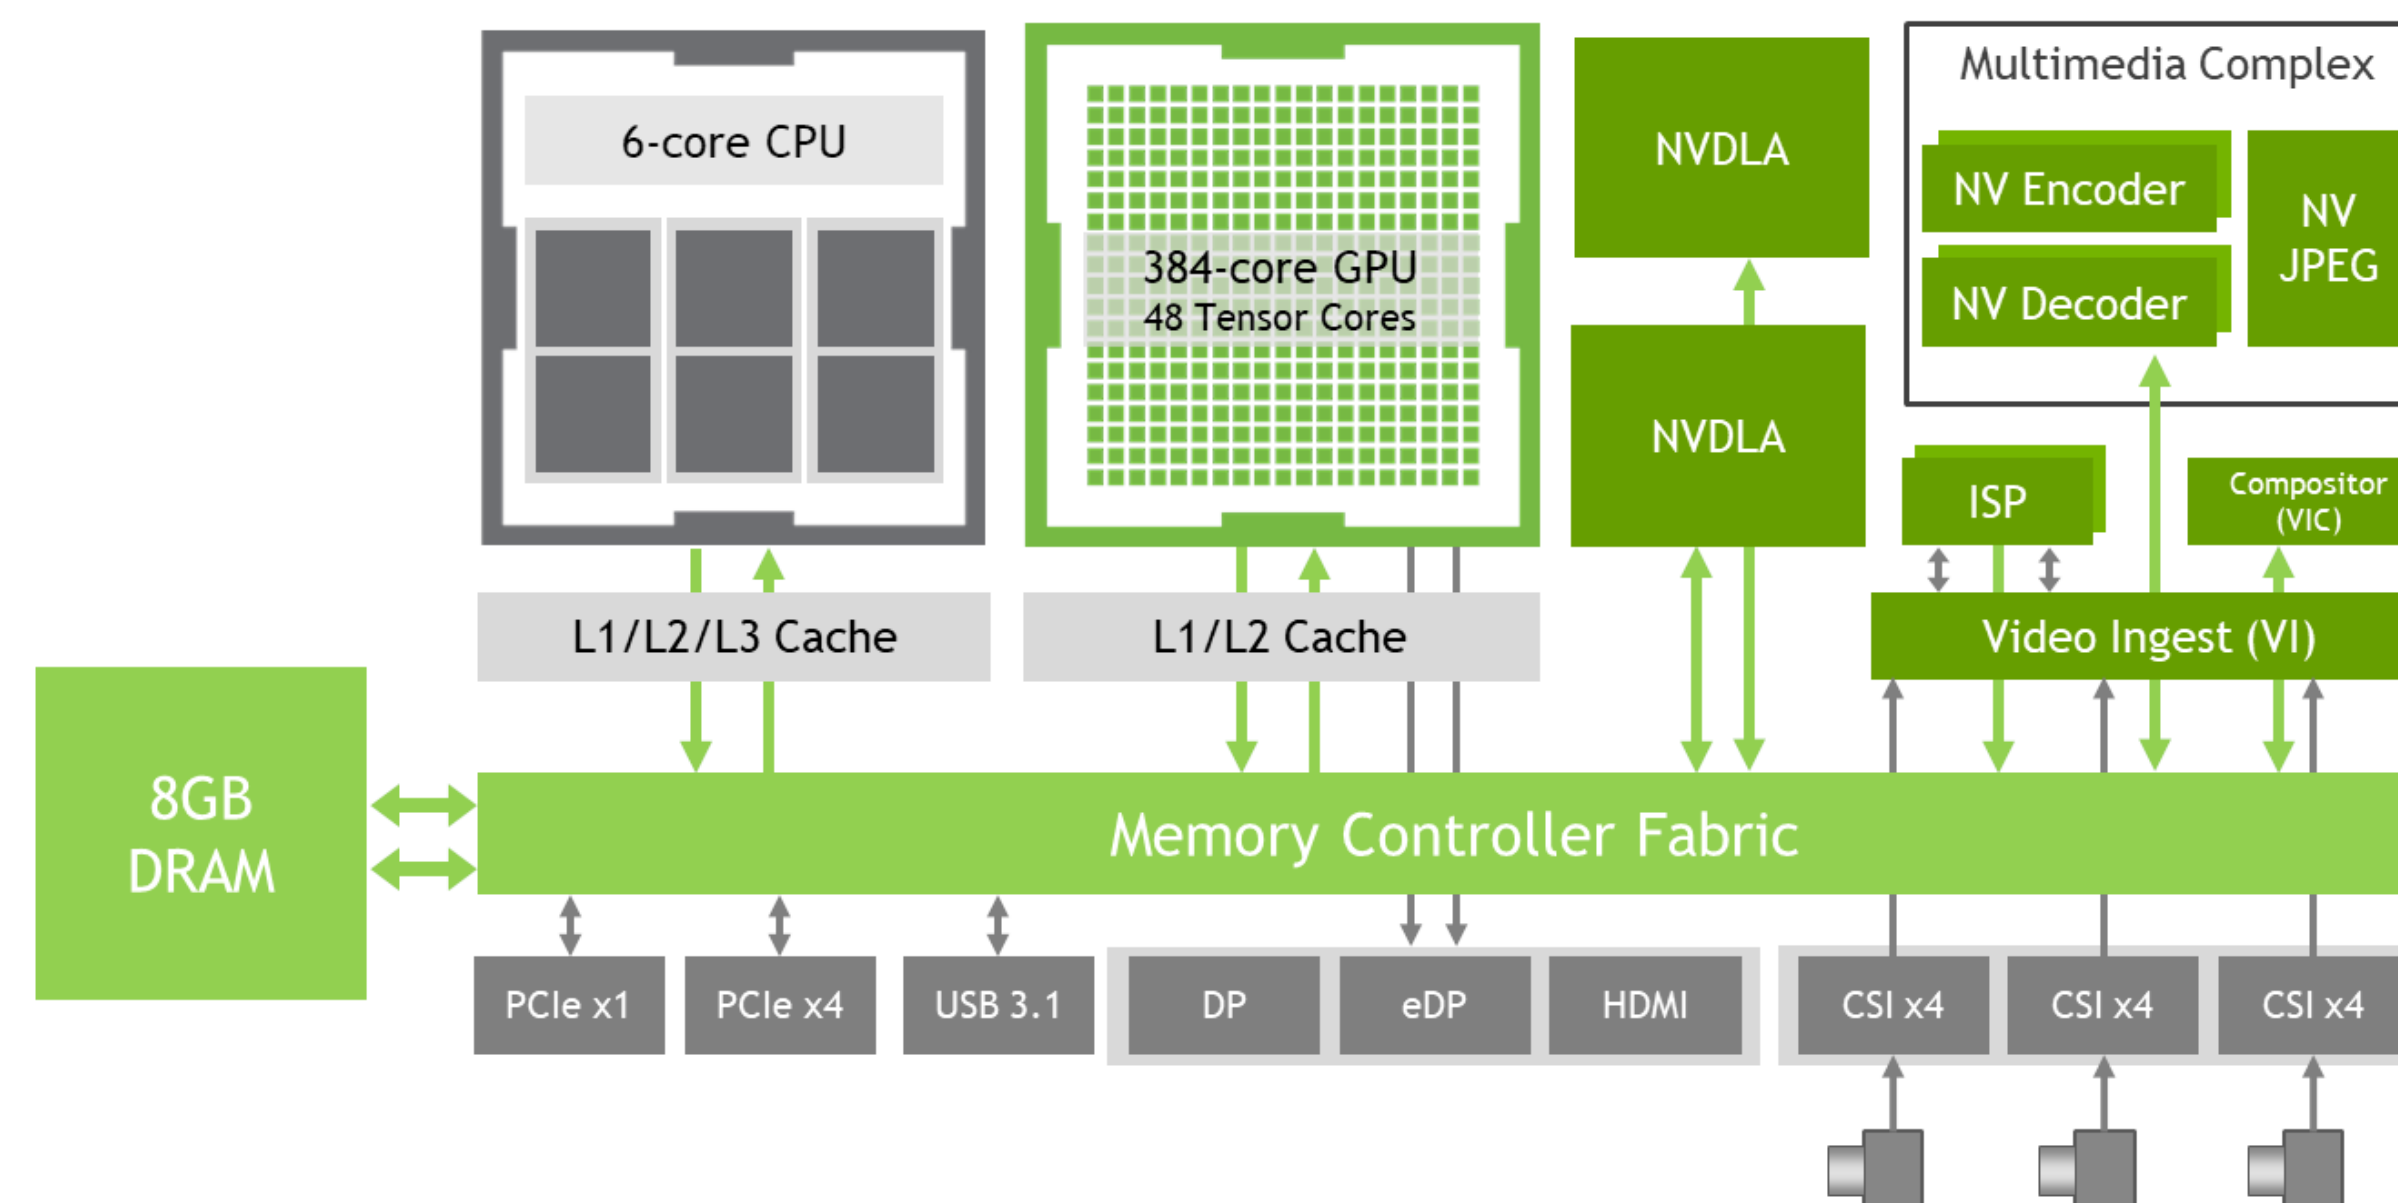 6-core CPU
384-core GPU
48 Tensor Cores
NVDLA
NVDLA
Multimedia Complex
NV Encoder
NV Decoder
NV
JPEG
ISP
Compositor
(VIC)
L1/L2/L3 Cache
L1/L2 Cache
Video Ingest (VI)
8GB
DRAM
Memory Controller Fabric
PCIe x1
PCIe x4
USB 3.1
DP
eDP
HDMI
CSI x4
CSI x4
CSI x4